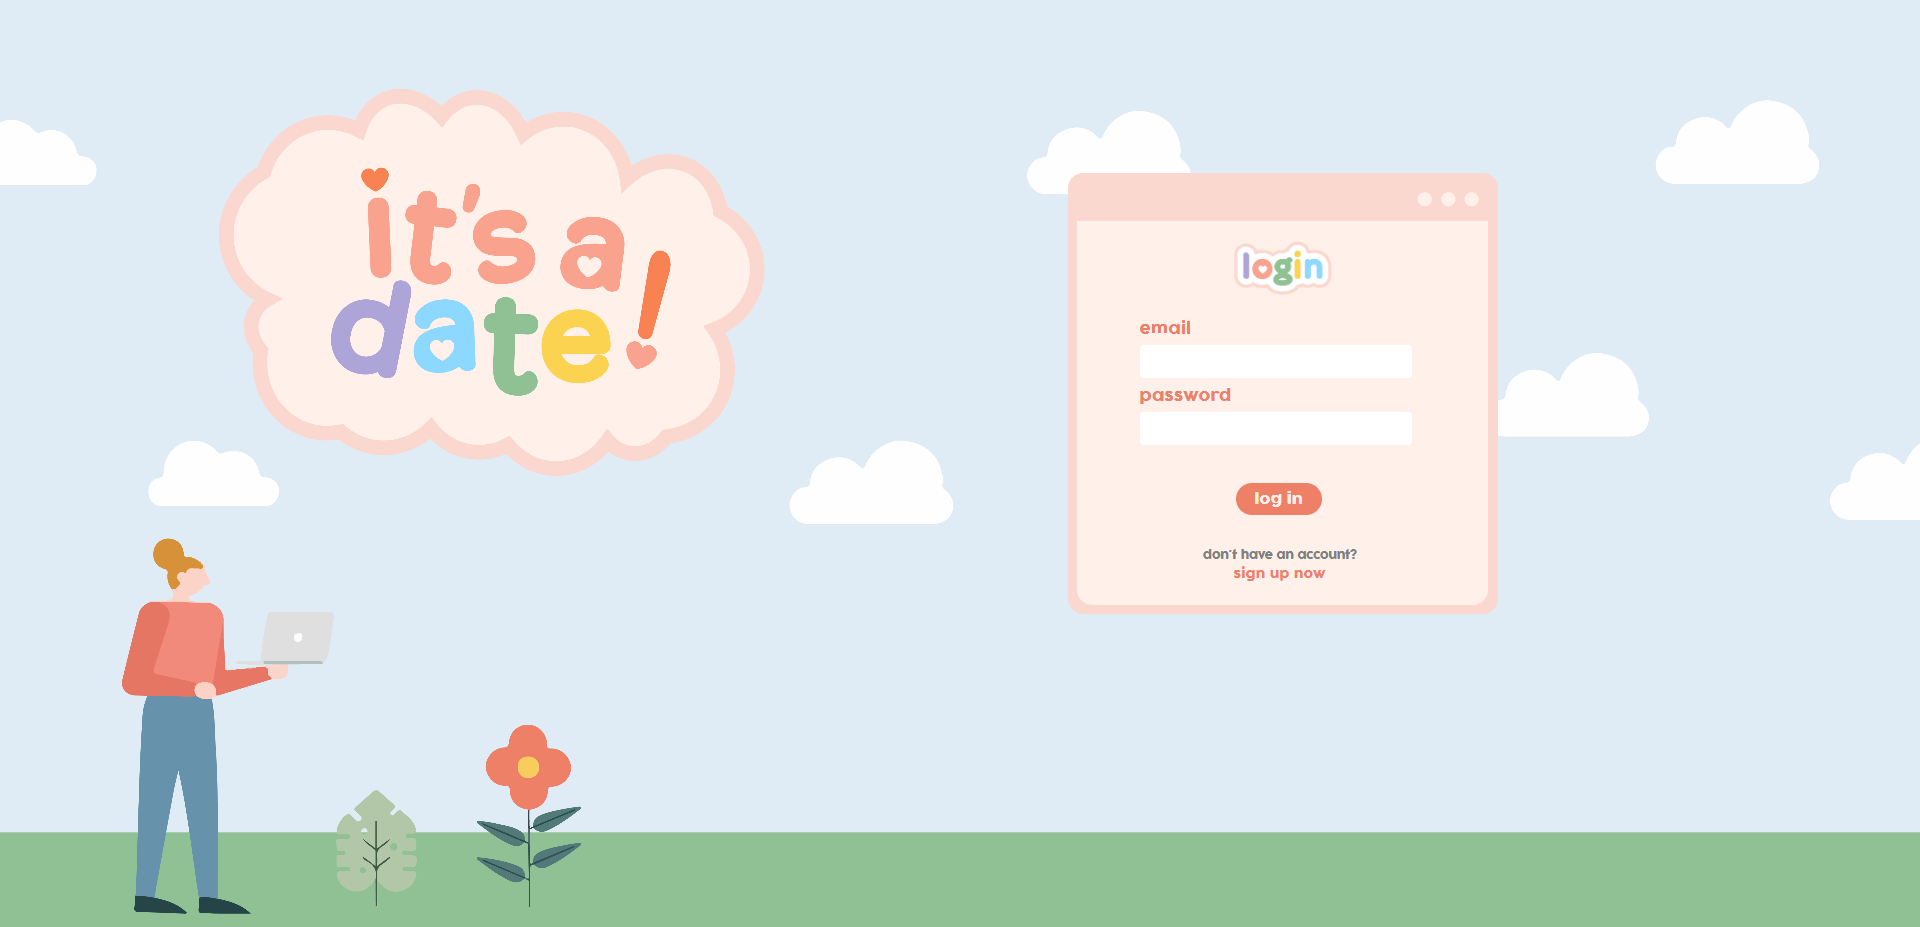 it's a
date!
login
email
password
log in
don't have an account?
sign up now